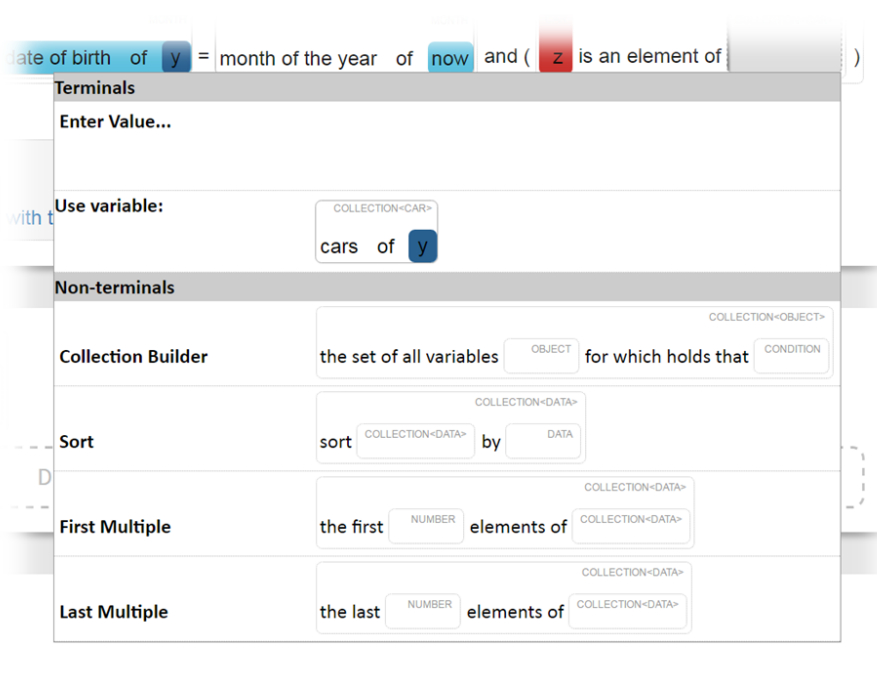 date of birth of y = month of the year of now and ( z is an element of )
Terminals
Enter Value...
Use variable:
COLLECTION<CAR>
cars of y
with t
Non-terminals
COLLECTION<OBJECT>
Collection Builder the set of all variables OBJECT for which holds that CONDITION
COLLECTION<DATA>
Sort sort COLLECTION<DATA> by DATA
D
COLLECTION<DATA>
First Multiple the first NUMBER elements of COLLECTION<DATA>
COLLECTION<DATA>
Last Multiple the last NUMBER elements of COLLECTION<DATA>